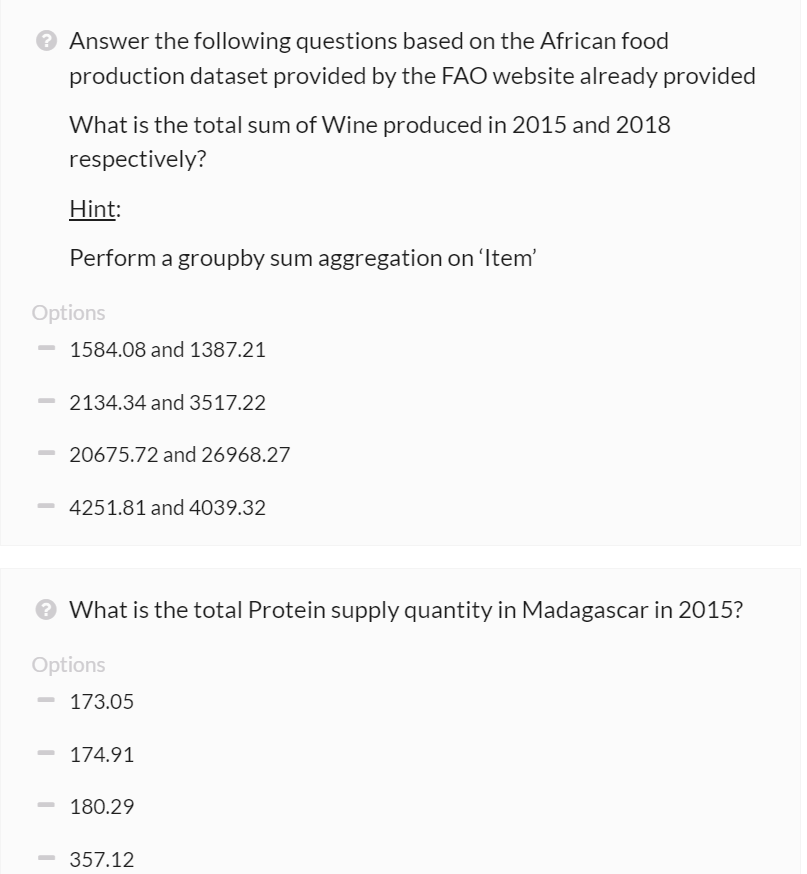 Answer the following questions based on the African food
production dataset provided by the FAO website already provided
What is the total sum of Wine produced in 2015 and 2018
respectively?
Hint:
Perform a groupby sum aggregation on ‘Item’
Options
1584.08 and 1387.21
2134.34 and 3517.22
20675.72 and 26968.27
4251.81 and 4039.32
What is the total Protein supply quantity in Madagascar in 2015?
Options
173.05
174.91
180.29
357.12